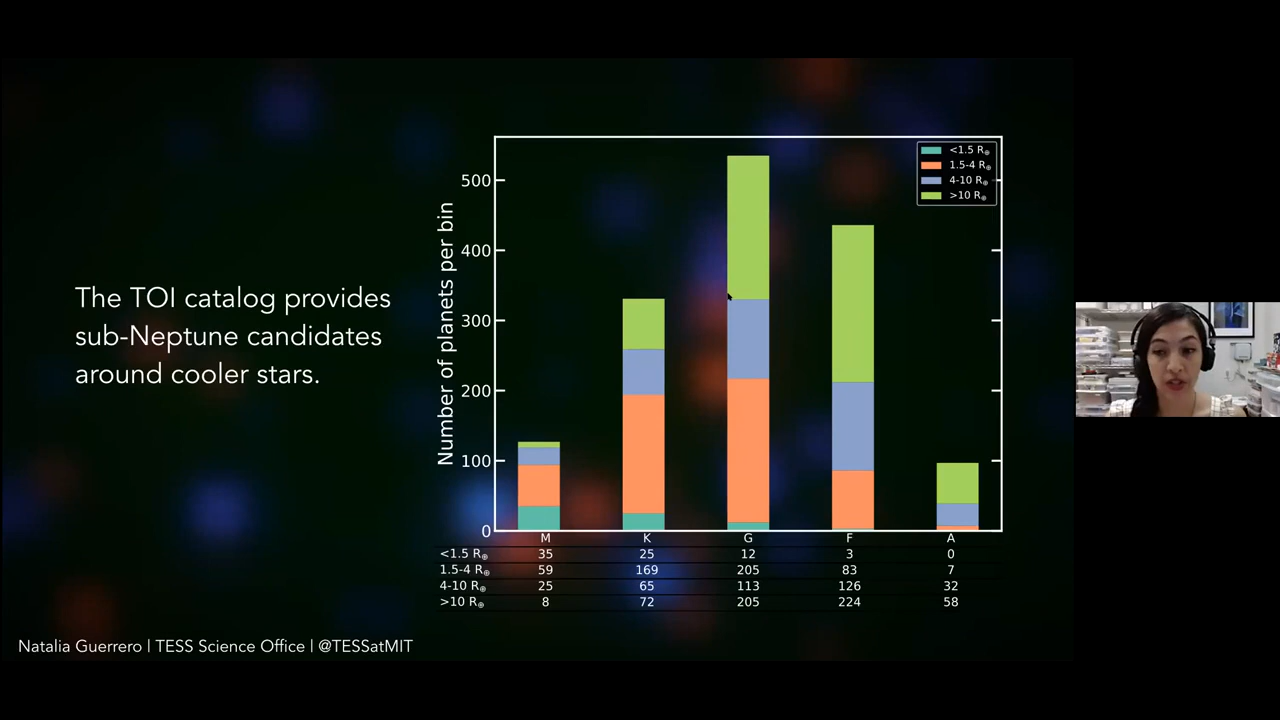 The TOI catalog provides
sub-Neptune candidates
around cooler stars.
Number of planets per bin
500
400
300
200
100
0
<1.5 R⊕
1.5-4 R⊕
4-10 R⊕
>10 R⊕
M K G F A
<1.5 R⊕ 35 25 12 3 0
1.5-4 R⊕ 59 169 205 83 7
4-10 R⊕ 25 65 113 126 32
>10 R⊕ 8 72 205 224 58
Natalia Guerrero | TESS Science Office | @TESSatMIT